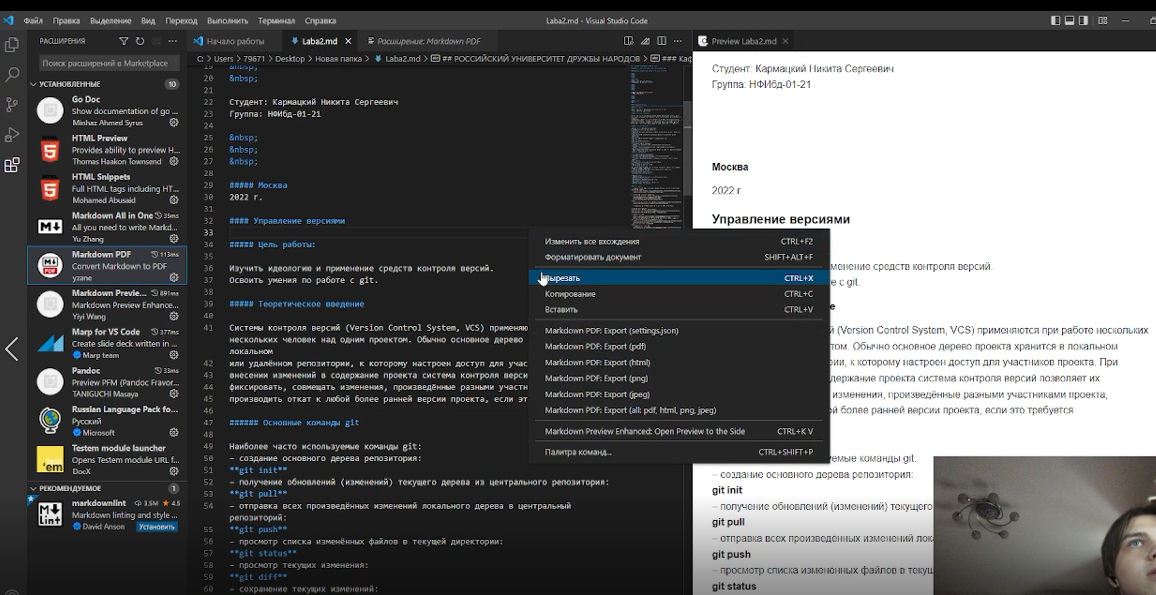 Файл Правка Выделение Вид Переход Выполнить Терминал Справка
Laba2.md - Visual Studio Code
РАСШИРЕНИЯ
Поиск расширений в Marketplace
УСТАНОВЛЕННЫЕ 10
Go Doc
Show documentation of go ...
Minhaz Ahmed Syrus
HTML Preview
Provides ability to preview H...
Thomas Haakon Townsend
HTML Snippets
Full HTML tags including HT...
Mohamed Abusaid
Markdown All in One 35ms
All you need to write Markd...
Yu Zhang
Markdown PDF 113ms
Convert Markdown to PDF
yzane
Markdown Previe... 891ms
Markdown Preview Enhance...
Yiyi Wang
Marp for VS Code 377ms
Create slide deck written in ...
Marp team
Pandoc 33ms
Preview PFM (Pandoc Fravor...
TANIGUCHI Masaya
Russian Language Pack fo...
Русский
Microsoft
Testem module launcher
Opens Testem module URL f...
DocX
РЕКОМЕНДУЕМОЕ 1
markdownlint 3.5M 4.5
Markdown linting and style ...
David Anson Установить
Начало работы Laba2.md Расширение: Markdown PDF
C: > Users > 79671 > Desktop > Новая папка > Laba2.md > ## РОССИЙСКИЙ УНИВЕРСИТЕТ ДРУЖБЫ НАРОДОВ > ### Каф
19 &nbsp;
20 &nbsp;
21
22 Студент: Кармацкий Никита Сергеевич
23 Группа: НФИбд-01-21
24
25 &nbsp;
26 &nbsp;
27 &nbsp;
28
29 ##### Москва
30 2022 г.
31
32 #### Управление версиями
33
34 ##### Цель работы:
35
36 Изучить идеологию и применение средств контроля версий.
37 Освоить умения по работе с git.
38
39 ##### Теоретическое введение
40
41 Системы контроля версий (Version Control System, VCS) применяю
нескольких человек над одним проектом. Обычно основное дерево
локальном
42 или удалённом репозитории, к которому настроен доступ для учас
43 внесении изменений в содержание проекта система контроля верси
44 фиксировать, совмещать изменения, произведённые разными участн
45 производить откат к любой более ранней версии проекта, если эт
46
47 ###### Основные команды git
48
49 Наиболее часто используемые команды git:
50 – создание основного дерева репозитория:
51 **git init**
52 – получение обновлений (изменений) текущего дерева из центрального репозитория:
53 **git pull**
54 – отправка всех произведённых изменений локального дерева в центральный
репозиторий:
55 **git push**
56 – просмотр списка изменённых файлов в текущей директории:
57 **git status**
58 – просмотр текущих изменения:
59 **git diff**
60 – сохранение текущих изменений:
Изменить все вхождения CTRL+F2
Форматировать документ SHIFT+ALT+F
Вырезать CTRL+X
Копирование CTRL+C
Вставить CTRL+V
Markdown PDF: Export (settings.json)
Markdown PDF: Export (pdf)
Markdown PDF: Export (html)
Markdown PDF: Export (png)
Markdown PDF: Export (jpeg)
Markdown PDF: Export (all: pdf, html, png, jpeg)
Markdown Preview Enhanced: Open Preview to the Side CTRL+K V
Палитра команд... CTRL+SHIFT+P
Preview Laba2.md
Студент: Кармацкий Никита Сергеевич
Группа: НФИбд-01-21
Москва
2022 г
Управление версиями
менение средств контроля версий.
е с git.
е
й (Version Control System, VCS) применяются при работе нескольких
том. Обычно основное дерево проекта хранится в локальном
рии, к которому настроен доступ для участников проекта. При
держание проекта система контроля версий позволяет их
изменения, произведённые разными участниками проекта,
й более ранней версии проекта, если это требуется
уемые команды git:
– создание основного дерева репозитория:
git init
– получение обновлений (изменений) текущего
git pull
– отправка всех произведенных изменений лок
git push
– просмотр списка изменённых файлов в текущ
git status